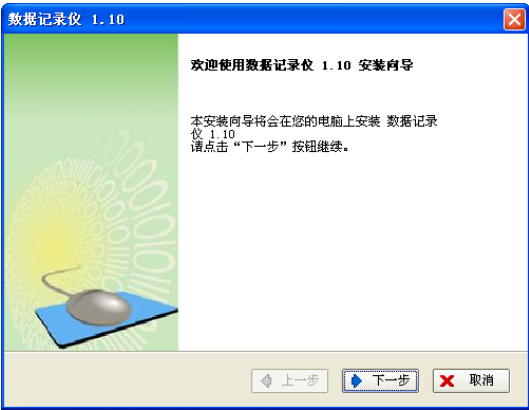 数据记录仪 1.10
欢迎使用数据记录仪 1.10 安装向导
本安装向导将会在您的电脑上安装 数据记录
仪 1.10
请点击“下一步”按钮继续。
上一步
下一步
取消